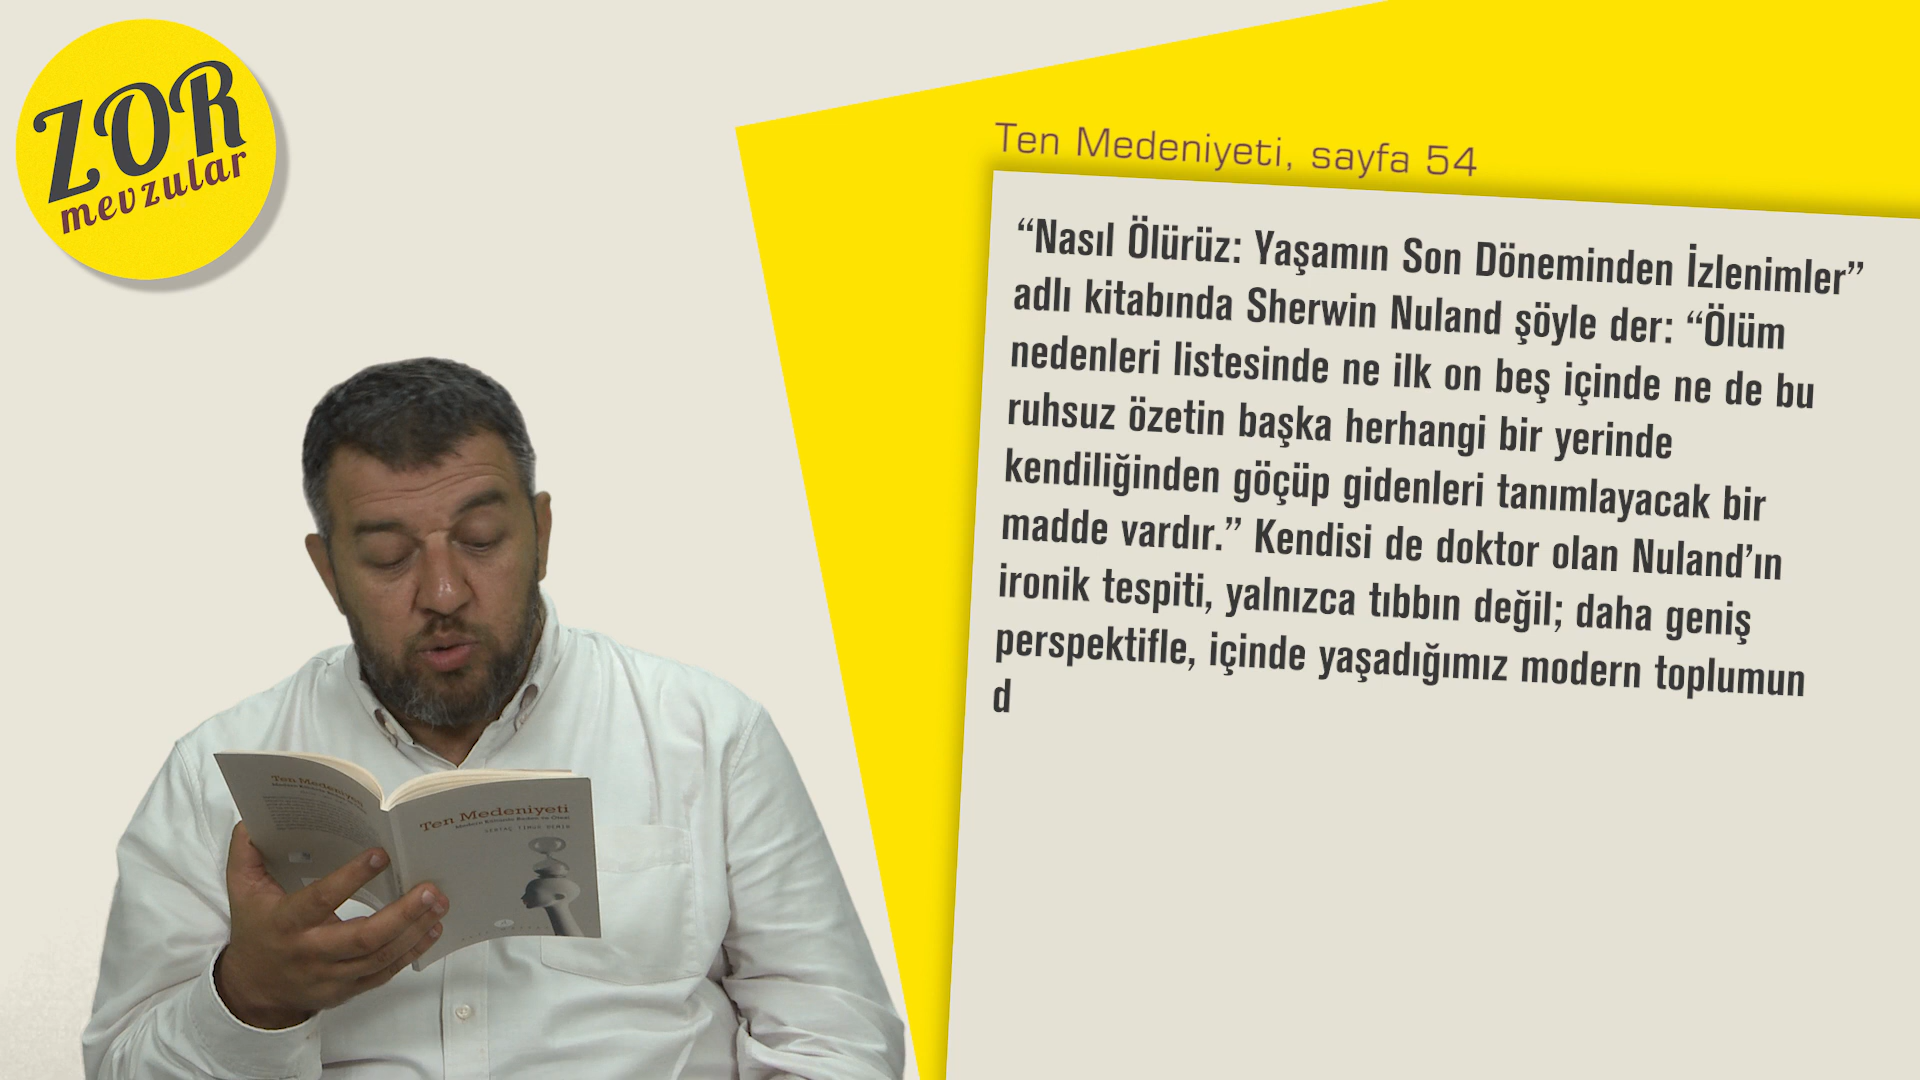 ZOR
mevzular
Ten Medeniyeti, sayfa 54
“Nasıl Ölürüz: Yaşamın Son Döneminden İzlenimler”
adlı kitabında Sherwin Nuland şöyle der: “Ölüm
nedenleri listesinde ne ilk on beş içinde ne de bu
ruhsuz özetin başka herhangi bir yerinde
kendiliğinden göçüp gidenleri tanımlayacak bir
madde vardır.” Kendisi de doktor olan Nuland’ın
ironik tespiti, yalnızca tıbbın değil; daha geniş
perspektifle, içinde yaşadığımız modern toplumun
d
Ten Medeniyeti
Ten Medeniyeti